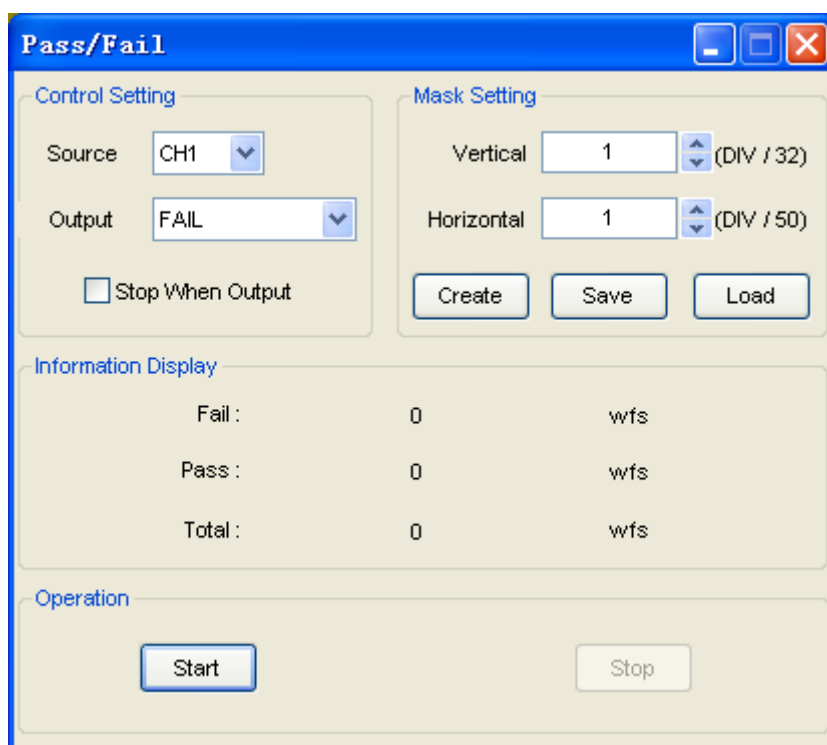 Pass/Fail
Control Setting
Source CH1
Output FAIL
Stop When Output
Mask Setting
Vertical 1 (DIV / 32)
Horizontal 1 (DIV / 50)
Create Save Load
Information Display
Fail : 0 wfs
Pass : 0 wfs
Total : 0 wfs
Operation
Start Stop